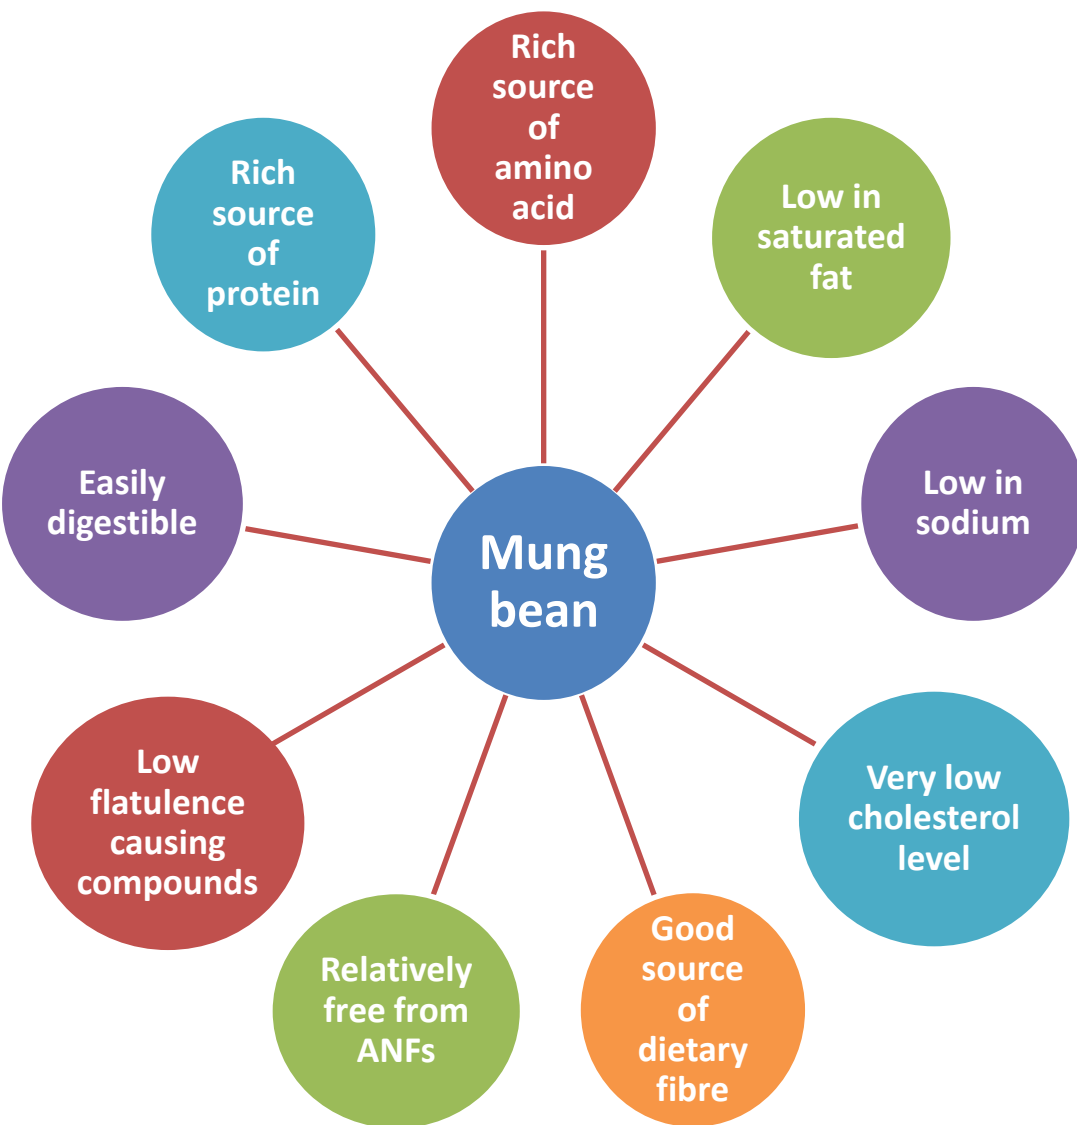 Rich
source
of
amino
acid
Low in
saturated
fat
Low in
sodium
Very low
cholesterol
level
Good
source
of
dietary
fibre
Relatively
free from
ANFs
Low
flatulence
causing
compounds
Easily
digestible
Rich
source
of
protein
Mung
bean